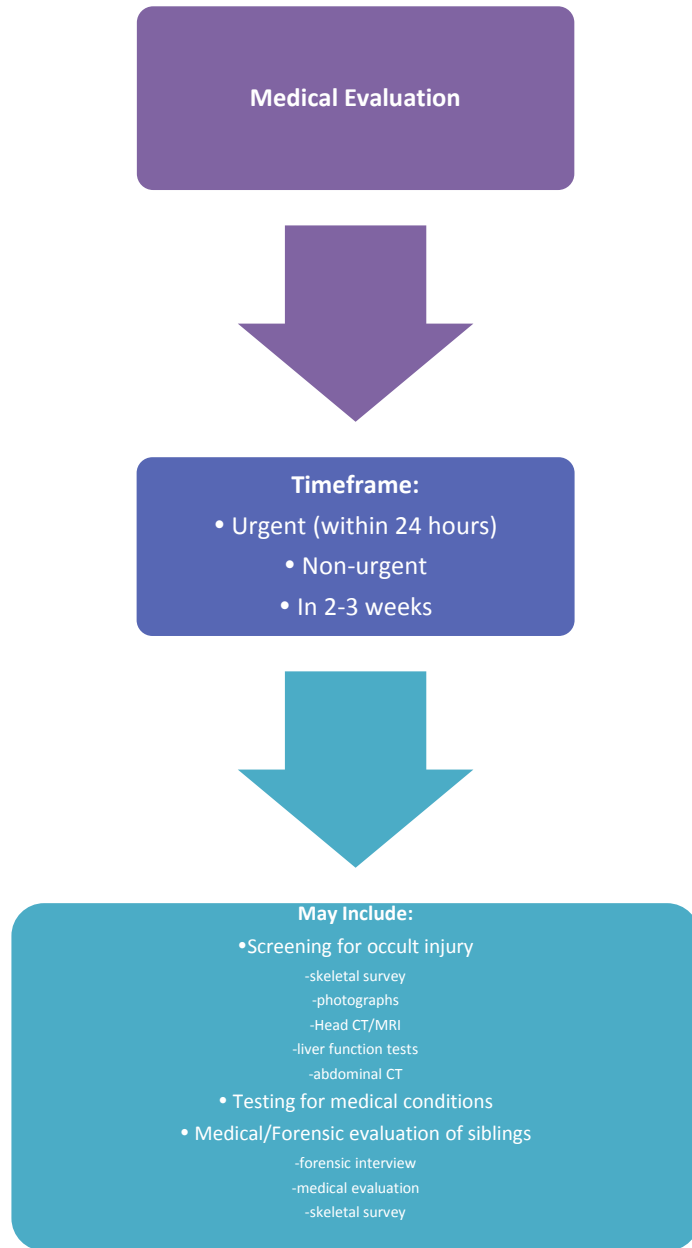 Medical Evaluation
Timeframe:
• Urgent (within 24 hours)
• Non-urgent
• In 2-3 weeks
May Include:
•Screening for occult injury
-skeletal survey
-photographs
-Head CT/MRI
-liver function tests
-abdominal CT
• Testing for medical conditions
• Medical/Forensic evaluation of siblings
-forensic interview
-medical evaluation
-skeletal survey